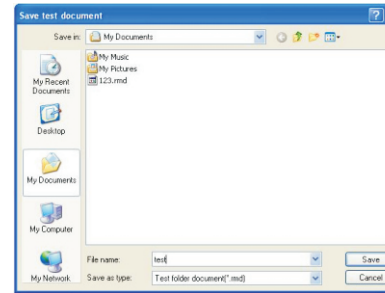 Save test document
Save in:
My Documents
My Recent
Documents
Desktop
My Documents
My Computer
My Network
My Music
My Pictures
123.rmd
File name:
test
Save
Save as type:
Test folder document(*.rmd)
Cancel